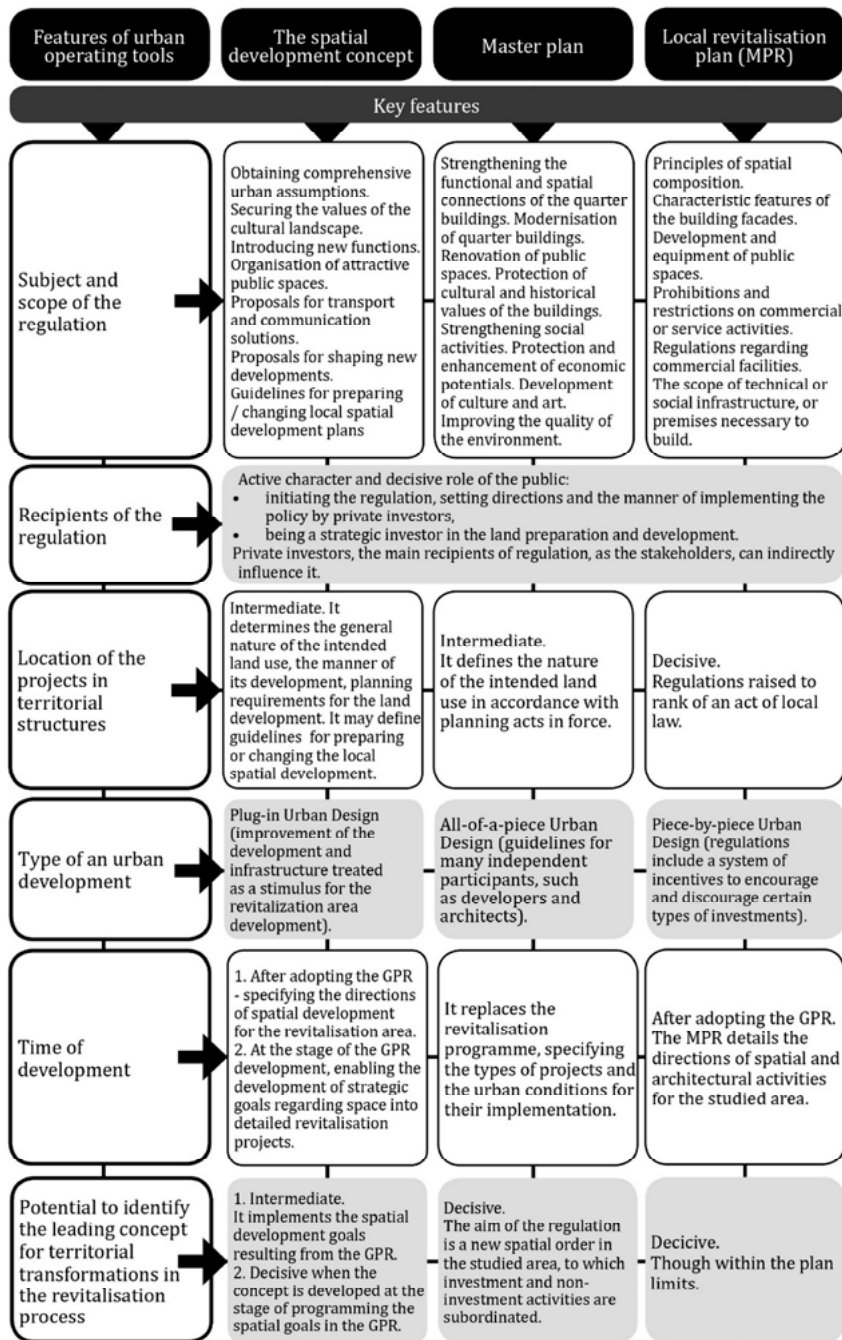 Features of urban
operating tools
The spatial
development concept
Master plan
Local revitalisation
plan (MPR)
Key features
Subject and
scope of the
regulation
Obtaining comprehensive
urban assumptions.
Securing the values of the
cultural landscape.
Introducing new functions.
Organisation of attractive
public spaces.
Proposals for transport
and communication
solutions.
Proposals for shaping new
developments.
Guidelines for preparing
/ changing local spatial
development plans
Strengthening the
functional and spatial
connections of the quarter
buildings. Modernisation
of quarter buildings.
Renovation of public
spaces. Protection of
cultural and historical
values of the buildings.
Strengthening social
activities. Protection and
enhancement of economic
potentials. Development
of culture and art.
Improving the quality of
the environment.
Principles of spatial
composition.
Characteristic features of
the building facades.
Development and
equipment of public
spaces.
Prohibitions and
restrictions on commercial
or service activities.
Regulations regarding
commercial facilities.
The scope of technical or
social infrastructure, or
premises necessary to
build.
Recipients of the
regulation
Active character and decisive role of the public:
• initiating the regulation, setting directions and the manner of implementing the
policy by private investors,
• being a strategic investor in the land preparation and development.
Private investors, the main recipients of regulation, as the stakeholders, can indirectly
influence it.
Location of the
projects in
territorial
structures
Intermediate. It
determines the general
nature of the intended
land use, the manner of
its development, planning
requirements for the land
development. It may define
guidelines for preparing
or changing the local
spatial development.
Intermediate.
It defines the nature
of the intended land
use in accordance with
planning acts in force.
Decisive.
Regulations raised to
rank of an act of local
law.
Type of an urban
development
Plug-in Urban Design
(improvement of the
development and
infrastructure treated
as a stimulus for the
revitalization area
development).
All-of-a-piece Urban
Design (guidelines for
many independent
participants, such
as developers and
architects).
Piece-by-piece Urban
Design (regulations
include a system of
incentives to encourage
and discourage certain
types of investments).
Time of
development
1. After adopting the GPR
- specifying the directions
of spatial development
for the revitalisation area.
2. At the stage of the GPR
development, enabling the
development of strategic
goals regarding space into
detailed revitalisation
projects.
It replaces the
revitalisation
programme, specifying
the types of projects and
the urban conditions for
their implementation.
After adopting the GPR.
The MPR details the
directions of spatial and
architectural activities
for the studied area.
Potential to identify
the leading concept
for territorial
transformations in
the revitalisation
process
1. Intermediate.
It implements the spatial
development goals
resulting from the GPR.
2. Decisive when the
concept is developed at the
stage of programming the
spatial goals in the GPR.
Decisive.
The aim of the regulation
is a new spatial order in
the studied area, to which
investment and non-
investment activities are
subordinated.
Decicive.
Though within the plan
limits.